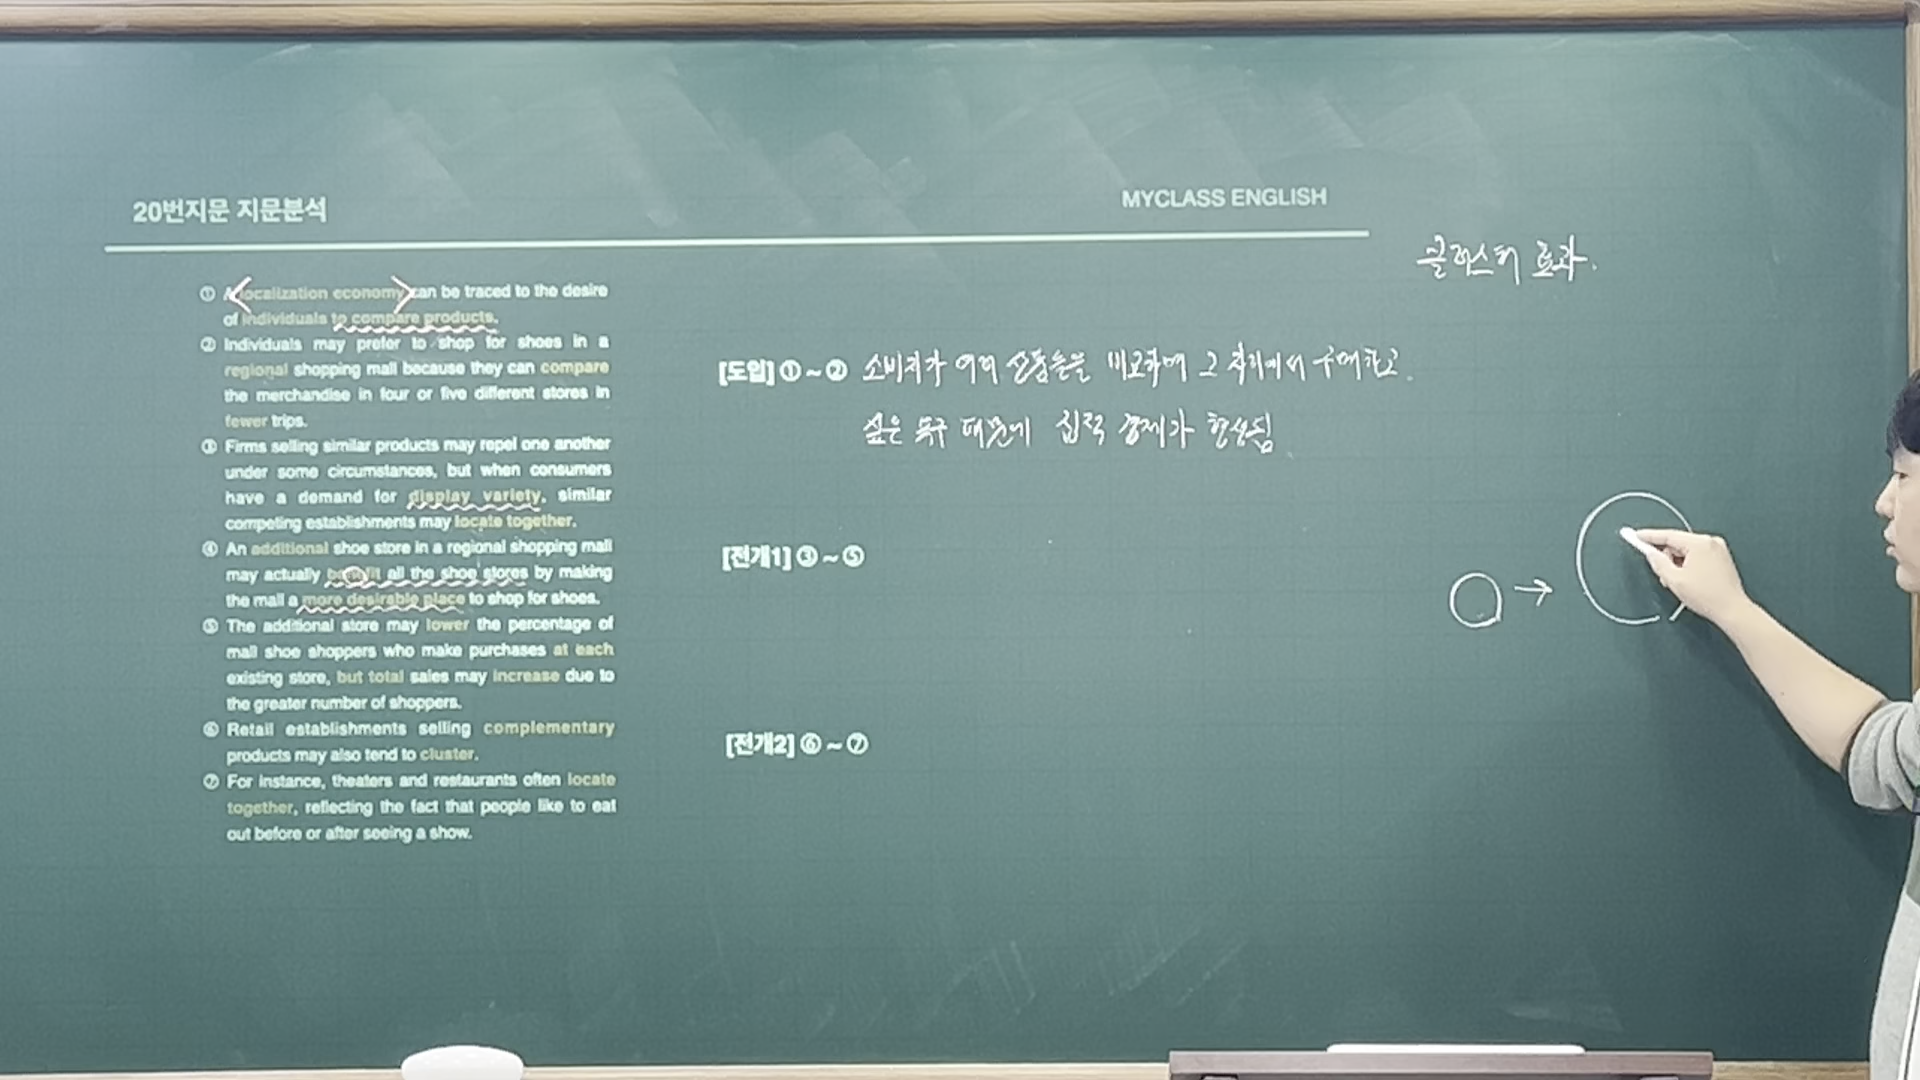 20번지문 지문분석
MYCLASS ENGLISH
클러스터 효과.
① A localization economy can be traced to the desire
of individuals to compare products.
② Individuals may prefer to shop for shoes in a
regional shopping mall because they can compare
the merchandise in four or five different stores in
fewer trips.
③ Firms selling similar products may repel one another
under some circumstances, but when consumers
have a demand for display variety, similar
competing establishments may locate together.
④ An additional shoe store in a regional shopping mall
may actually benefit all the shoe stores by making
the mall a more desirable place to shop for shoes.
⑤ The additional store may lower the percentage of
mall shoe shoppers who make purchases at each
existing store, but total sales may increase due to
the greater number of shoppers.
⑥ Retail establishments selling complementary
products may also tend to cluster.
⑦ For instance, theaters and restaurants often locate
together, reflecting the fact that people like to eat
out before or after seeing a show.
[도입] ① ~ ② 소비자가 여러 상품들을 비교하며 그 자리에서 구매하고
싶은 욕구 때문에 집적 경제가 형성됨
[전개1] ③ ~ ⑤
[전개2] ⑥ ~ ⑦